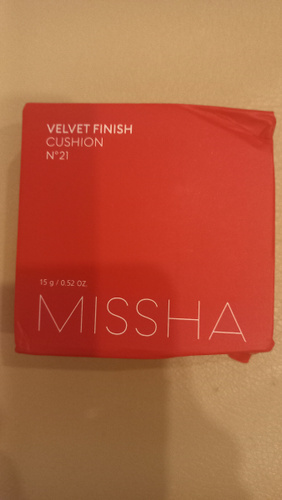 VELVET FINISH
CUSHION
N°21
15 g / 0.52 OZ.
MISSHA